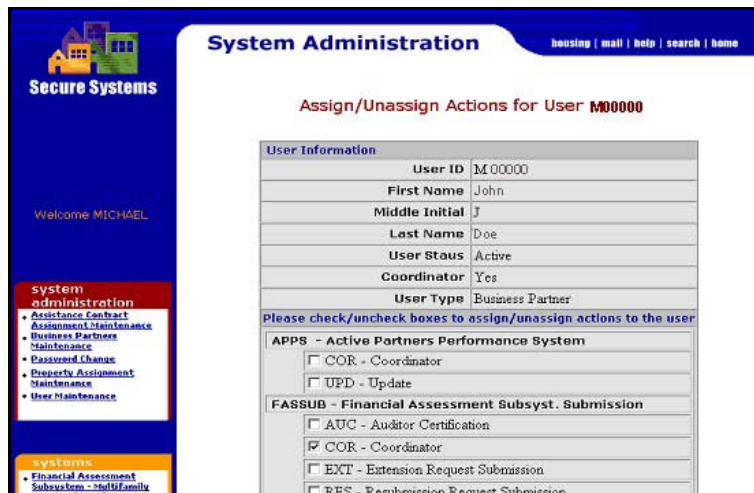 System Administration
housing | mail | help | search | home
Secure Systems
Assign/Unassign Actions for User M00000
User Information
User ID M00000
First Name John
Welcome MICHAEL
Middle Initial J
Last Name Doe
User Staus Active
Coordinator Yes
User Type Business Partner
system
administration
Assistance Contract
Assignment Maintenance
Business Partners
Maintenance
Password Change
Property Assignment
Maintenance
User Maintenance
Please check/uncheck boxes to assign/unassign actions to the user
APPS - Active Partners Performance System
COR - Coordinator
UPD - Update
FASSUB - Financial Assessment Subsyst. Submission
AUC - Auditor Certification
COR - Coordinator
EXT - Extension Request Submission
RES - Resubmission Request Submission
systems
Financial Assessment
Subsystem - Multifamily